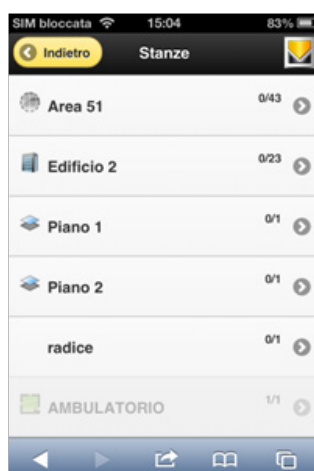 SIM bloccata 15:04 83%
Indietro Stanze
Area 51 0/43
Edificio 2 0/23
Piano 1 0/1
Piano 2 0/1
radice 0/1
AMBULATORIO 1/1